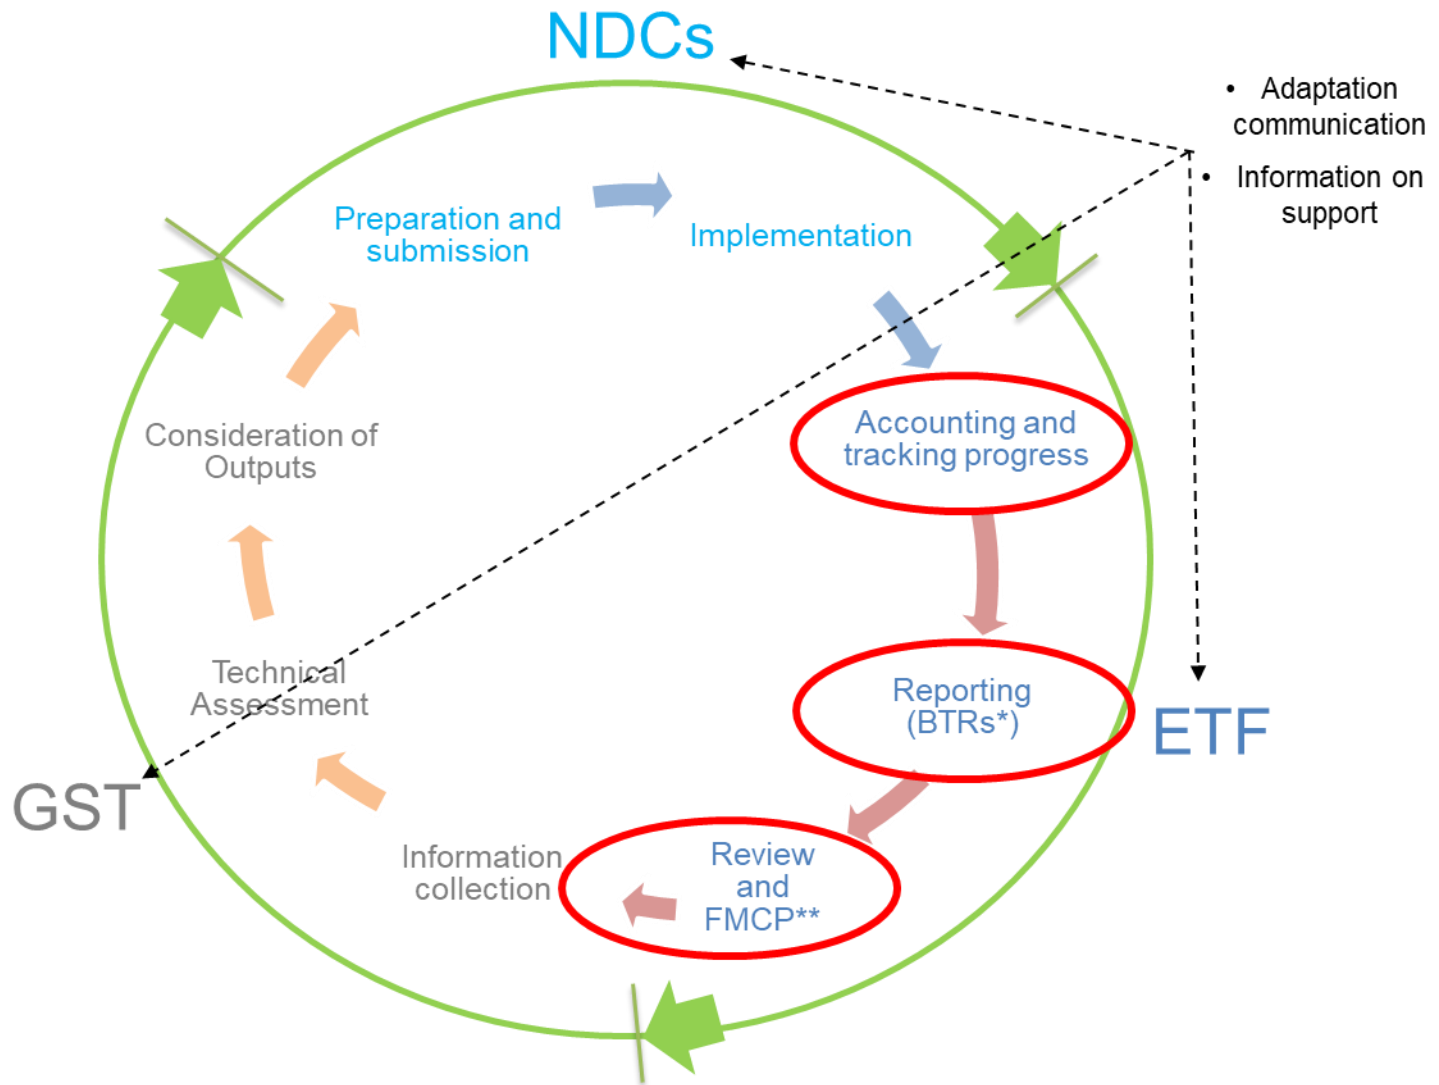 NDCs
• Adaptation
communication
• Information on
support
Preparation and
submission
Implementation
Accounting and
tracking progress
Reporting
(BTRs*)
ETF
Review
and
FMCP**
Information
collection
GST
Technical
Assessment
Consideration of
Outputs